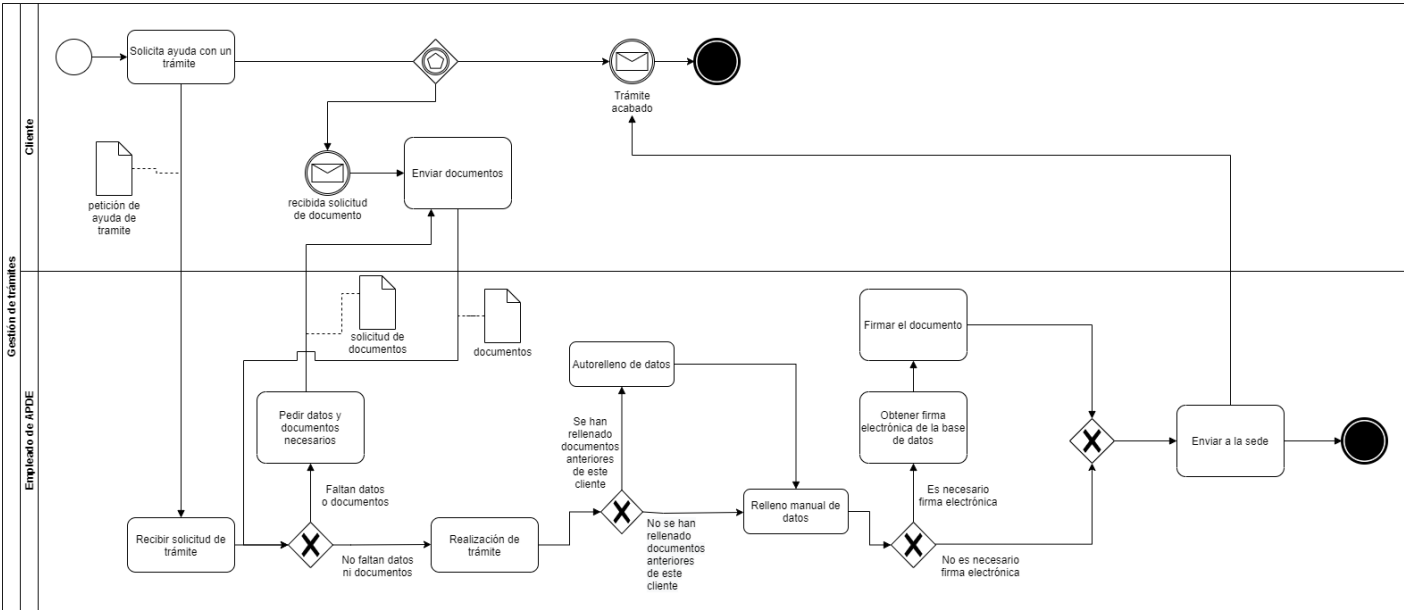 Gestión de trámites
Cliente
Solicita ayuda con un
trámite
Trámite
acabado
Enviar documentos
recibida solicitud
de documento
petición de
ayuda de
tramite
Empleado de APDE
solicitud de
documentos
documentos
Firmar el documento
Autorelleno de datos
Pedir datos y
documentos
necesarios
Obtener firma
electrónica de la base
de datos
Se han
rellenado
documentos
anteriores
de este
cliente
Enviar a la sede
Faltan datos
o documentos
Es necesario
firma electrónica
Relleno manual de
datos
Recibir solicitud de
trámite
Realización de
trámite
No faltan datos
ni documentos
No se han
rellenado
documentos
anteriores
de este
cliente
No es necesario
firma electrónica